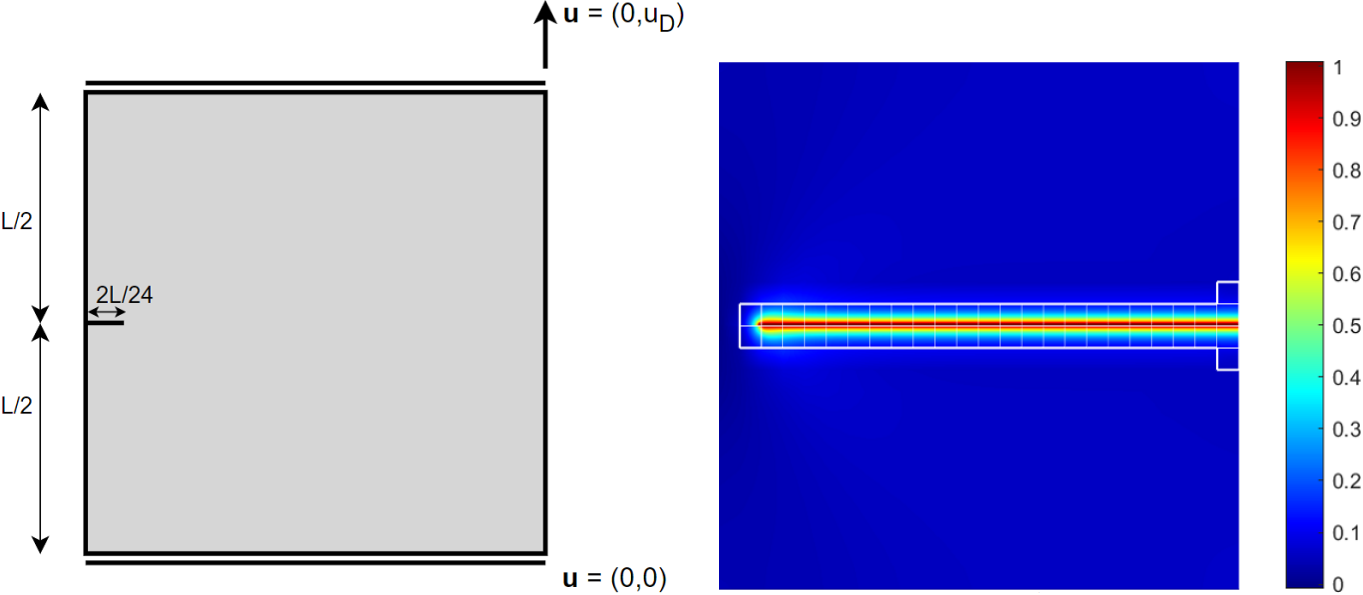 u = (0,u_D)
L/2
2L/24
L/2
u = (0,0)
1
0.9
0.8
0.7
0.6
0.5
0.4
0.3
0.2
0.1
0